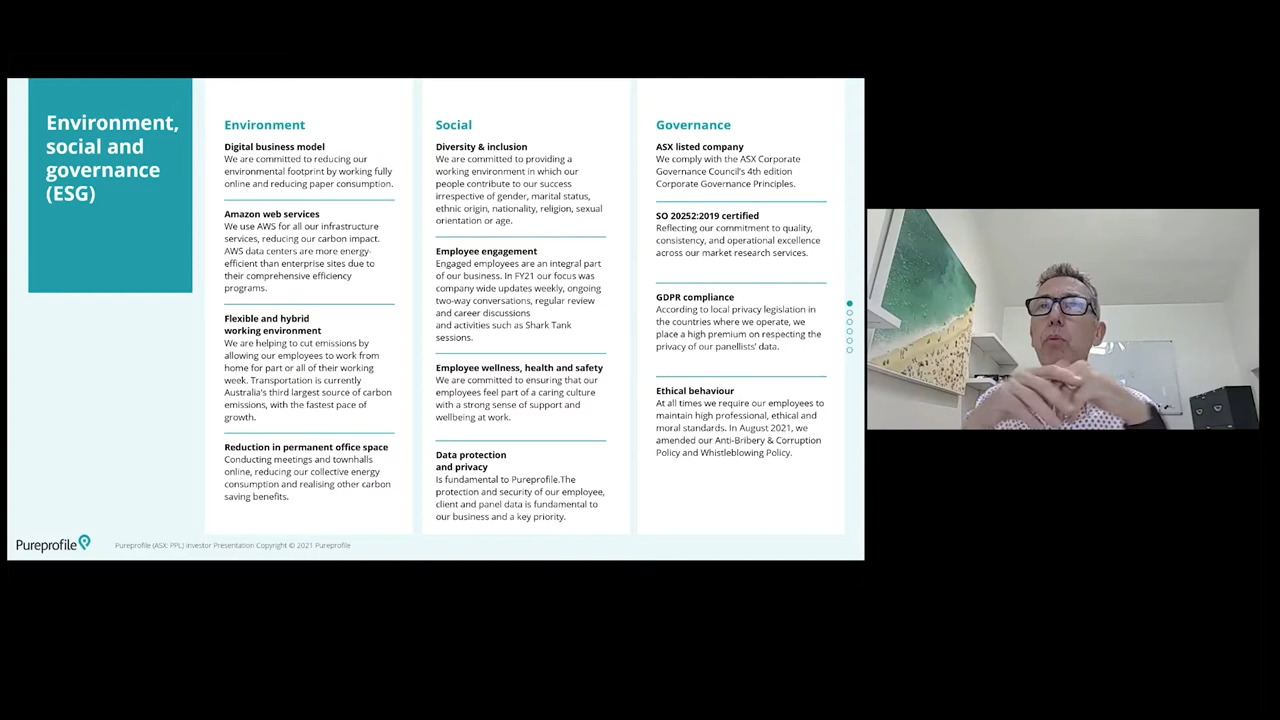 Environment,
social and
governance
(ESG)
Environment
Digital business model
We are committed to reducing our
environmental footprint by working fully
online and reducing paper consumption.
Amazon web services
We use AWS for all our infrastructure
services, reducing our carbon impact.
AWS data centers are more energy-
efficient than enterprise sites due to
their comprehensive efficiency
programs.
Flexible and hybrid
working environment
We are helping to cut emissions by
allowing our employees to work from
home for part or all of their working
week. Transportation is currently
Australia's third largest source of carbon
emissions, with the fastest pace of
growth.
Reduction in permanent office space
Conducting meetings and townhalls
online, reducing our collective energy
consumption and realising other carbon
saving benefits.
Social
Diversity & inclusion
We are committed to providing a
working environment in which our
people contribute to our success
irrespective of gender, marital status,
ethnic origin, nationality, religion, sexual
orientation or age.
Employee engagement
Engaged employees are an integral part
of our business. In FY21 our focus was
company wide updates weekly, ongoing
two-way conversations, regular review
and career discussions
and activities such as Shark Tank
sessions.
Employee wellness, health and safety
We are committed to ensuring that our
employees feel part of a caring culture
with a strong sense of support and
wellbeing at work.
Data protection
and privacy
Is fundamental to Pureprofile.The
protection and security of our employee,
client and panel data is fundamental to
our business and a key priority.
Governance
ASX listed company
We comply with the ASX Corporate
Governance Council's 4th edition
Corporate Governance Principles.
SO 20252:2019 certified
Reflecting our commitment to quality,
consistency, and operational excellence
across our market research services.
GDPR compliance
According to local privacy legislation in
the countries where we operate, we
place a high premium on respecting the
privacy of our panellists' data.
Ethical behaviour
At all times we require our employees to
maintain high professional, ethical and
moral standards. In August 2021, we
amended our Anti-Bribery & Corruption
Policy and Whistleblowing Policy.
Pureprofile
Pureprofile (ASX: PPL) Investor Presentation Copyright © 2021 Pureprofile